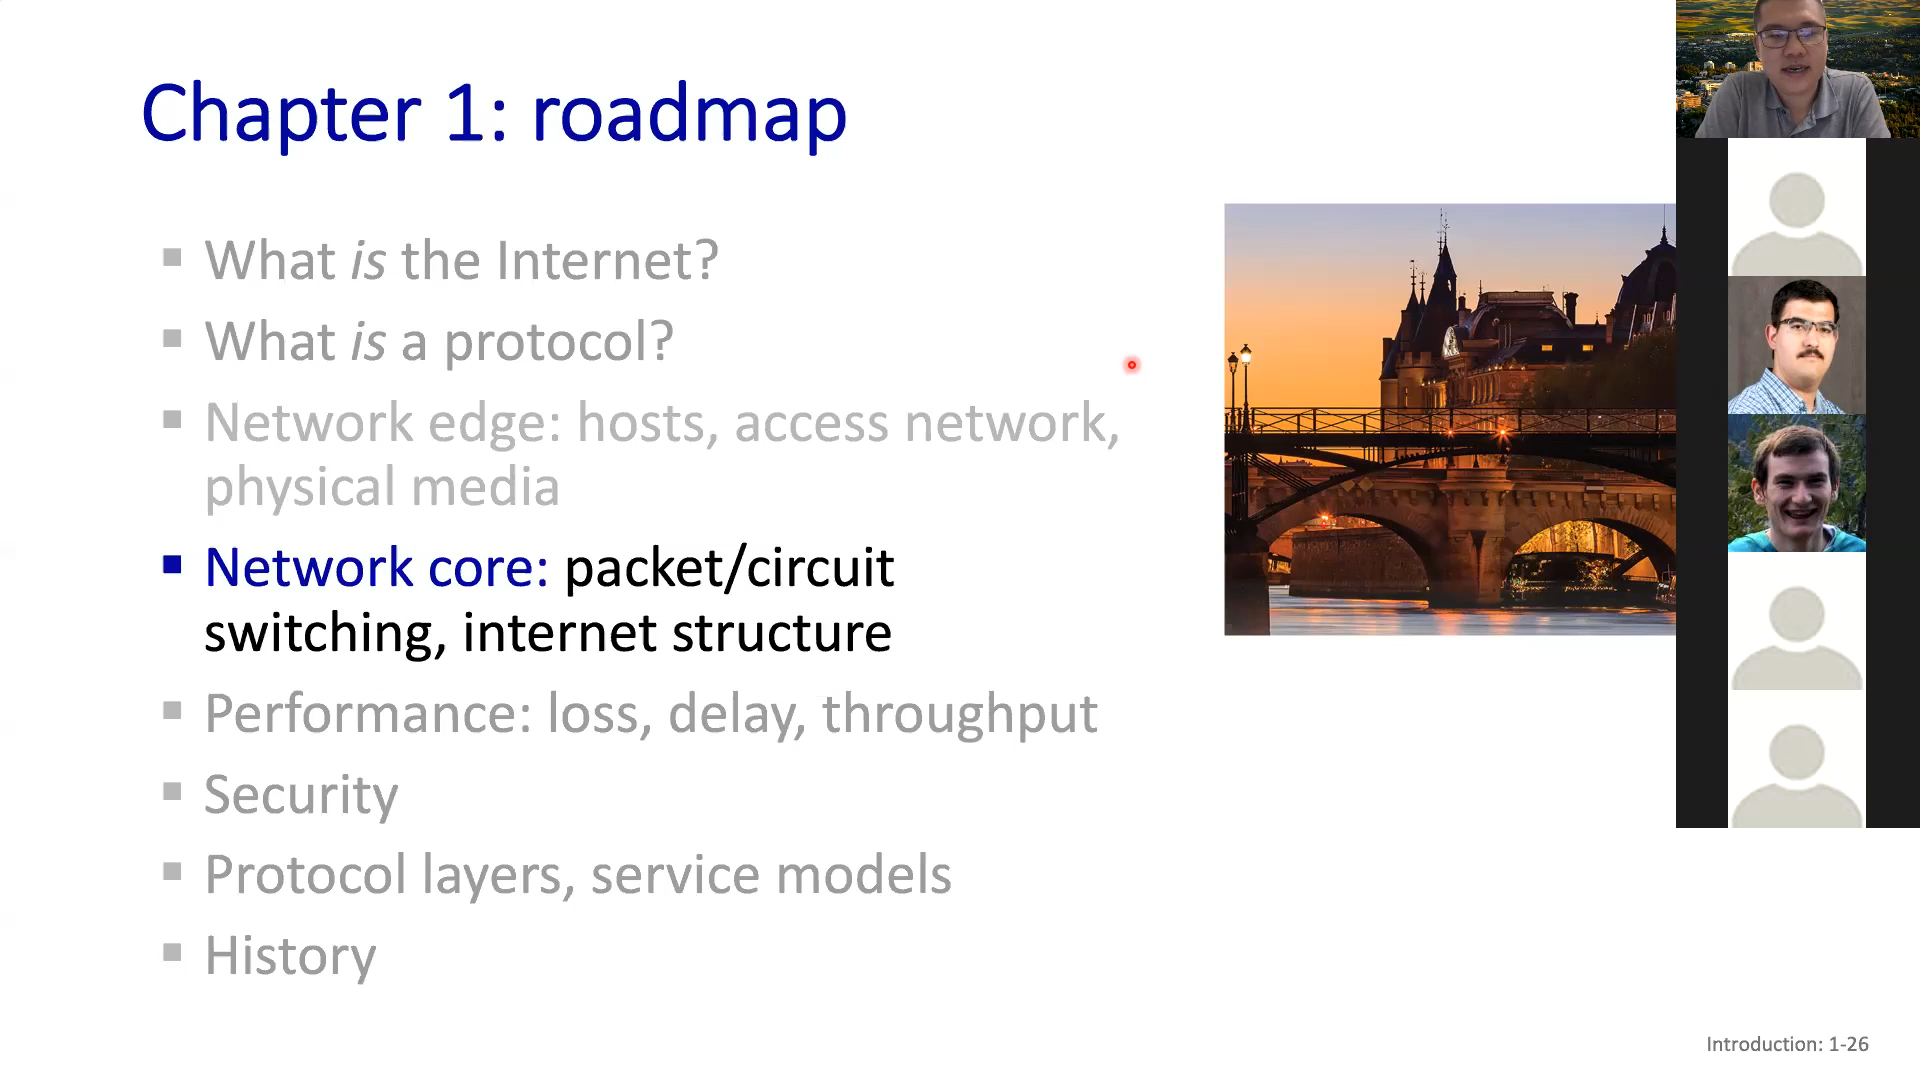 Chapter 1: roadmap
▪ What is the Internet?
▪ What is a protocol?
▪ Network edge: hosts, access network,
physical media
▪ Network core: packet/circuit
switching, internet structure
▪ Performance: loss, delay, throughput
▪ Security
▪ Protocol layers, service models
▪ History
Introduction: 1-26